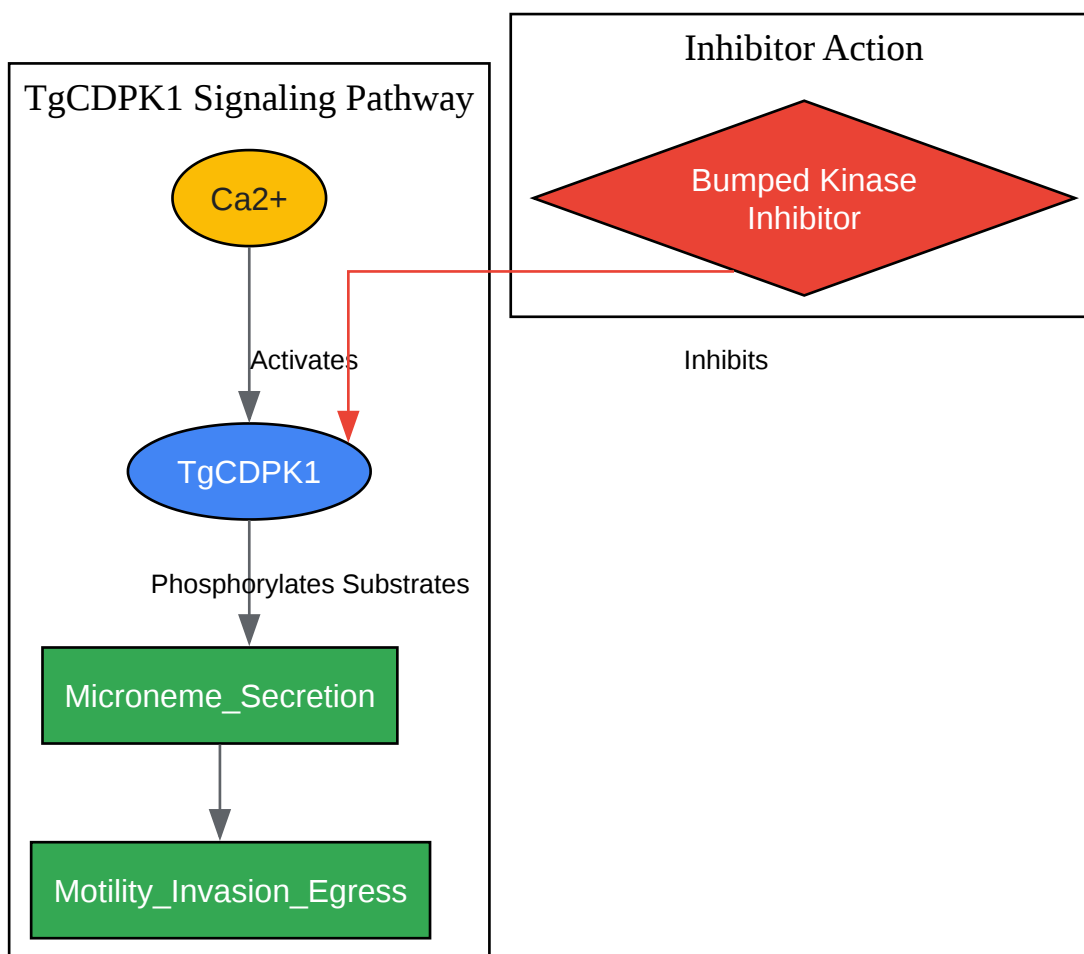 Inhibitor Action
TgCDPK1 Signaling Pathway
Bumped Kinase
Inhibitor
Ca2+
Activates
Inhibits
TgCDPK1
Phosphorylates Substrates
Microneme_Secretion
Motility_Invasion_Egress